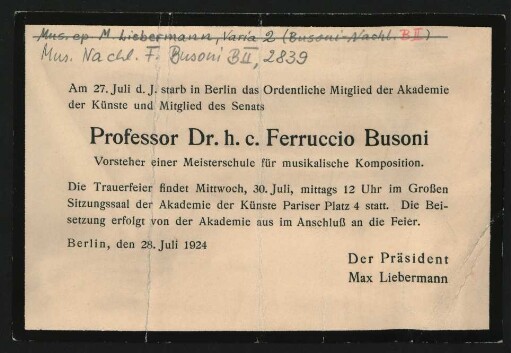 Mus. ep. M. Liebermann, Varia 2 (Busoni-Nachl. B II)
Mus. Nachl. F. Busoni B II, 2839
Am 27. Juli d. J. starb in Berlin das Ordentliche Mitglied der Akademie
der Künste und Mitglied des Senats
Professor Dr. h. c. Ferruccio Busoni
Vorsteher einer Meisterschule für musikalische Komposition.
Die Trauerfeier findet Mittwoch, 30. Juli, mittags 12 Uhr im Großen
Sitzungssaal der Akademie der Künste Pariser Platz 4 statt. Die Bei-
setzung erfolgt von der Akademie aus im Anschluß an die Feier.
Berlin, den 28. Juli 1924
Der Präsident
Max Liebermann